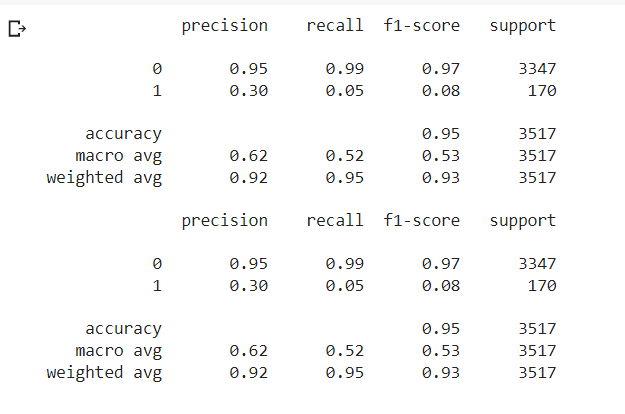 precision recall f1-score support
0 0.95 0.99 0.97 3347
1 0.30 0.05 0.08 170
accuracy 0.95 3517
macro avg 0.62 0.52 0.53 3517
weighted avg 0.92 0.95 0.93 3517
precision recall f1-score support
0 0.95 0.99 0.97 3347
1 0.30 0.05 0.08 170
accuracy 0.95 3517
macro avg 0.62 0.52 0.53 3517
weighted avg 0.92 0.95 0.93 3517